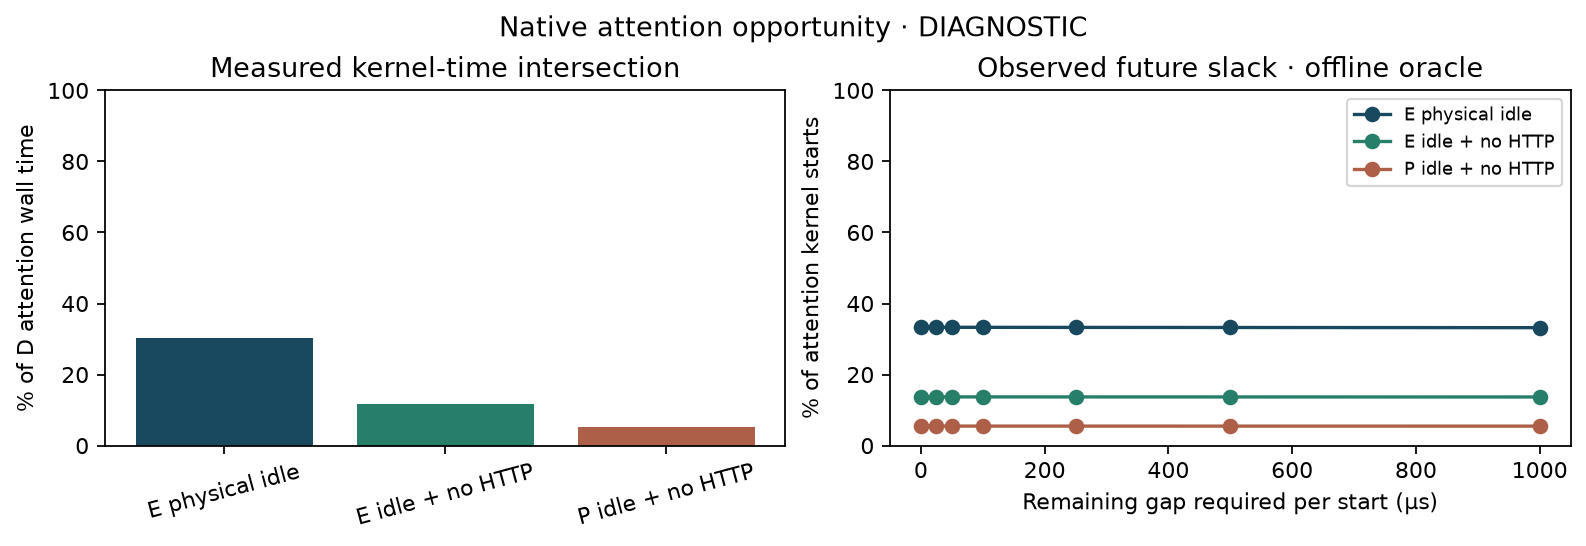 Native attention opportunity · DIAGNOSTIC
Measured kernel-time intersection
% of D attention wall time
100
80
60
40
20
0
E physical idle
E idle + no HTTP
P idle + no HTTP
Observed future slack · offline oracle
% of attention kernel starts
100
80
60
40
20
0
E physical idle
E idle + no HTTP
P idle + no HTTP
0 200 400 600 800 1000
Remaining gap required per start (μs)